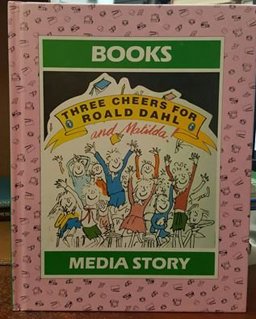 BOOKS
THREE CHEERS FOR
ROALD DAHL
and Matilda!
MEDIA STORY